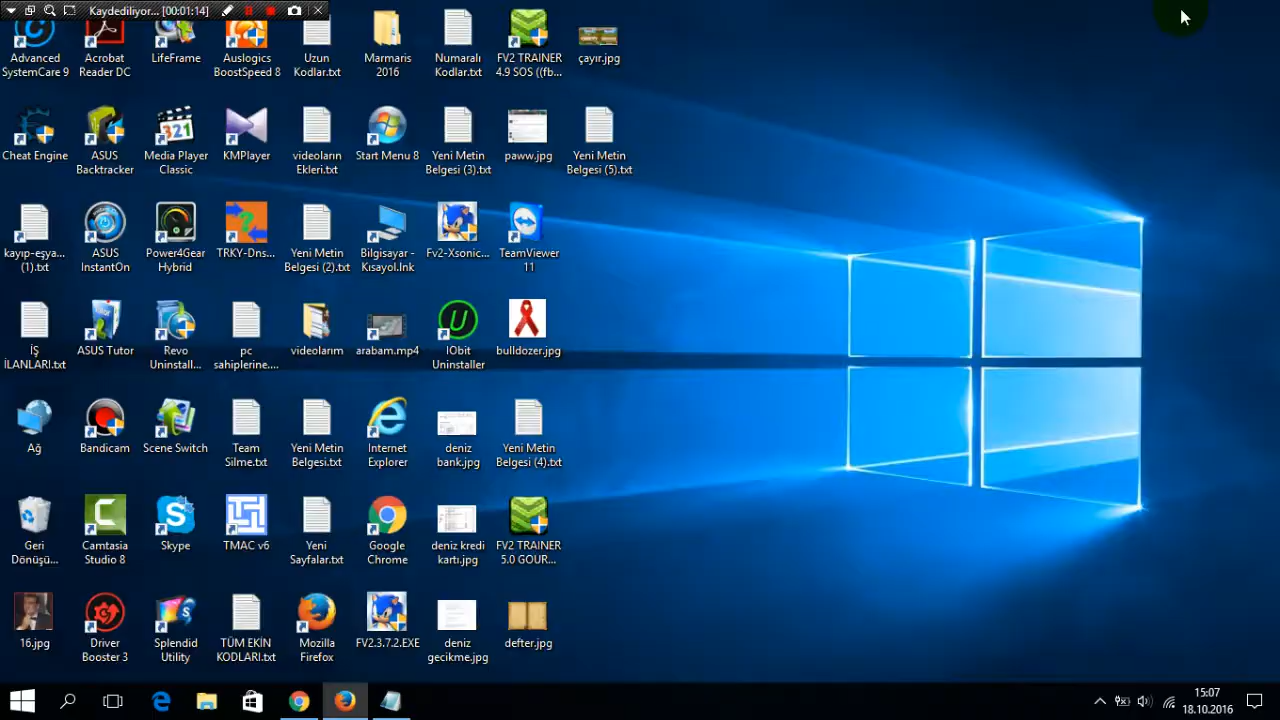 Kaydediliyor... [00:01:14]
Advanced
SystemCare 9
Acrobat
Reader DC
LifeFrame
Auslogics
BoostSpeed 8
Uzun
Kodlar.txt
Marmaris
2016
Numaralı
Kodlar.txt
FV2 TRAINER
4.9 SOS ((fb...
çayır.jpg
Cheat Engine
ASUS
Backtracker
321
Media Player
Classic
KMPlayer
videoların
Ekleri.txt
Start Menu 8
Yeni Metin
Belgesi (3).txt
paww.jpg
Yeni Metin
Belgesi (5).txt
kayıp-eşya...
(1).txt
ASUS
InstantOn
Power4Gear
Hybrid
TRKY-Dns...
Yeni Metin
Belgesi (2).txt
Bilgisayar -
Kısayol.lnk
Fv2-Xsonic...
TeamViewer
11
İŞ
İLANLARI.txt
ASUS Tutor
Revo
Uninstall...
pc
sahiplerine....
videolarım
arabam.mp4
IObit
Uninstaller
bulldozer.jpg
Ağ
Bandicam
Scene Switch
Team
Silme.txt
Yeni Metin
Belgesi.txt
Internet
Explorer
deniz
bank.jpg
Yeni Metin
Belgesi (4).txt
Geri
Dönüşü...
Camtasia
Studio 8
Skype
TMAC v6
Yeni
Sayfalar.txt
Google
Chrome
deniz kredi
kartı.jpg
FV2 TRAINER
5.0 GOUR...
16.jpg
Driver
Booster 3
Splendid
Utility
TÜM EKİN
KODLARI.txt
Mozilla
Firefox
FV2.3.7.2.EXE
deniz
gecikme.jpg
defter.jpg
15:07
18.10.2016